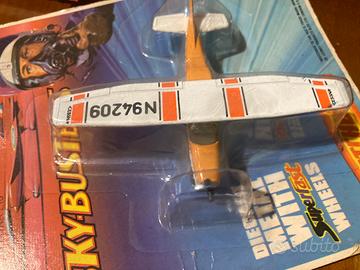 SKY-BUSTERS
N94209
DIE-CAST
METAL
WITH
Superfast
WHEELS
Subito